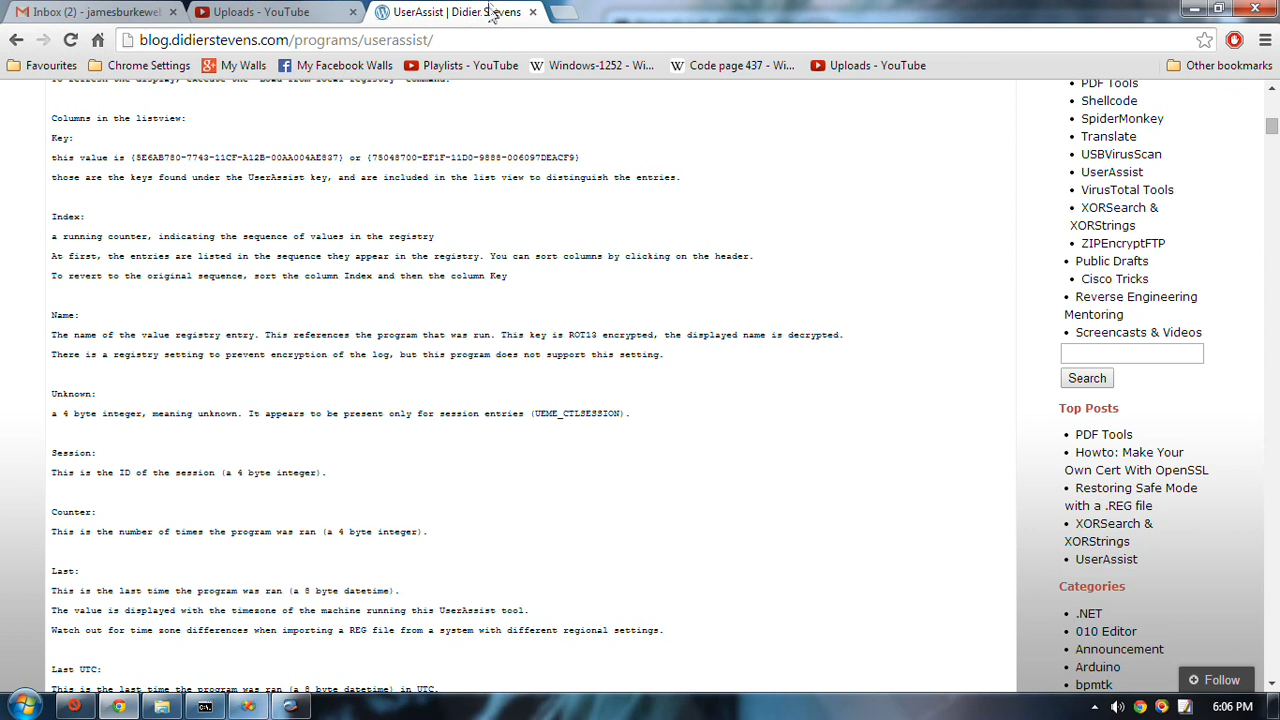 Inbox (2) - jamesburkewel
Uploads - YouTube
UserAssist | Didier Stevens
blog.didierstevens.com/programs/userassist/
Favourites
Chrome Settings
My Walls
My Facebook Walls
Playlists - YouTube
Windows-1252 - Wi...
Code page 437 - Wi...
Uploads - YouTube
Other bookmarks
To refresh the display, execute the "Load from local registry" command.
Columns in the listview:
Key:
this value is {5E6AB780-7743-11CF-A12B-00AA004AE837} or {75048700-EF1F-11D0-9888-006097DEACF9}
those are the keys found under the UserAssist key, and are included in the list view to distinguish the entries.
Index:
a running counter, indicating the sequence of values in the registry
At first, the entries are listed in the sequence they appear in the registry. You can sort columns by clicking on the header.
To revert to the original sequence, sort the column Index and then the column Key
Name:
The name of the value registry entry. This references the program that was run. This key is ROT13 encrypted, the displayed name is decrypted.
There is a registry setting to prevent encryption of the log, but this program does not support this setting.
Unknown:
a 4 byte integer, meaning unknown. It appears to be present only for session entries (UEME_CTLSESSION).
Session:
This is the ID of the session (a 4 byte integer).
Counter:
This is the number of times the program was ran (a 4 byte integer).
Last:
This is the last time the program was ran (a 8 byte datetime).
The value is displayed with the timezone of the machine running this UserAssist tool.
Watch out for time zone differences when importing a REG file from a system with different regional settings.
Last UTC:
This is the last time the program was ran (a 8 byte datetime) in UTC.
PDF Tools
Shellcode
SpiderMonkey
Translate
USBVirusScan
UserAssist
VirusTotal Tools
XORSearch &
XORStrings
ZIPEncryptFTP
Public Drafts
Cisco Tricks
Reverse Engineering
Mentoring
Screencasts & Videos
Search
Top Posts
PDF Tools
Howto: Make Your
Own Cert With OpenSSL
Restoring Safe Mode
with a .REG file
XORSearch &
XORStrings
UserAssist
Categories
.NET
010 Editor
Announcement
Arduino
bpmtk
Follow
6:06 PM